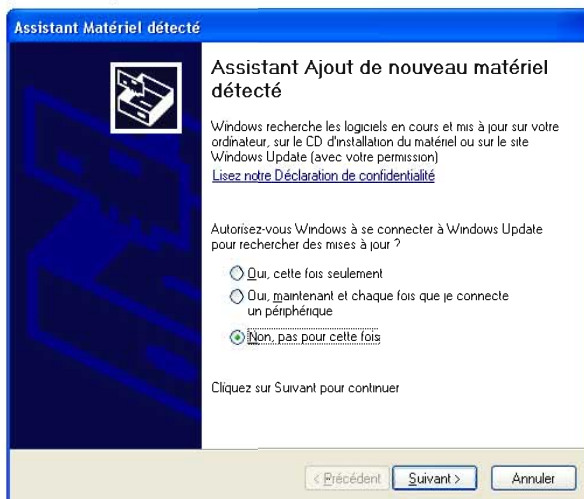 Assistant Matériel détecté
Assistant Ajout de nouveau matériel
détecté
Windows recherche les logiciels en cours et mis à jour sur votre
ordinateur, sur le CD d'installation du matériel ou sur le site
Windows Update (avec votre permission)
Lisez notre Déclaration de confidentialité
Autorisez-vous Windows à se connecter à Windows Update
pour rechercher des mises à jour ?
Oui, cette fois seulement
Oui, maintenant et chaque fois que je connecte
un périphérique
Non, pas pour cette fois
Cliquez sur Suivant pour continuer
< Précédent
Suivant >
Annuler